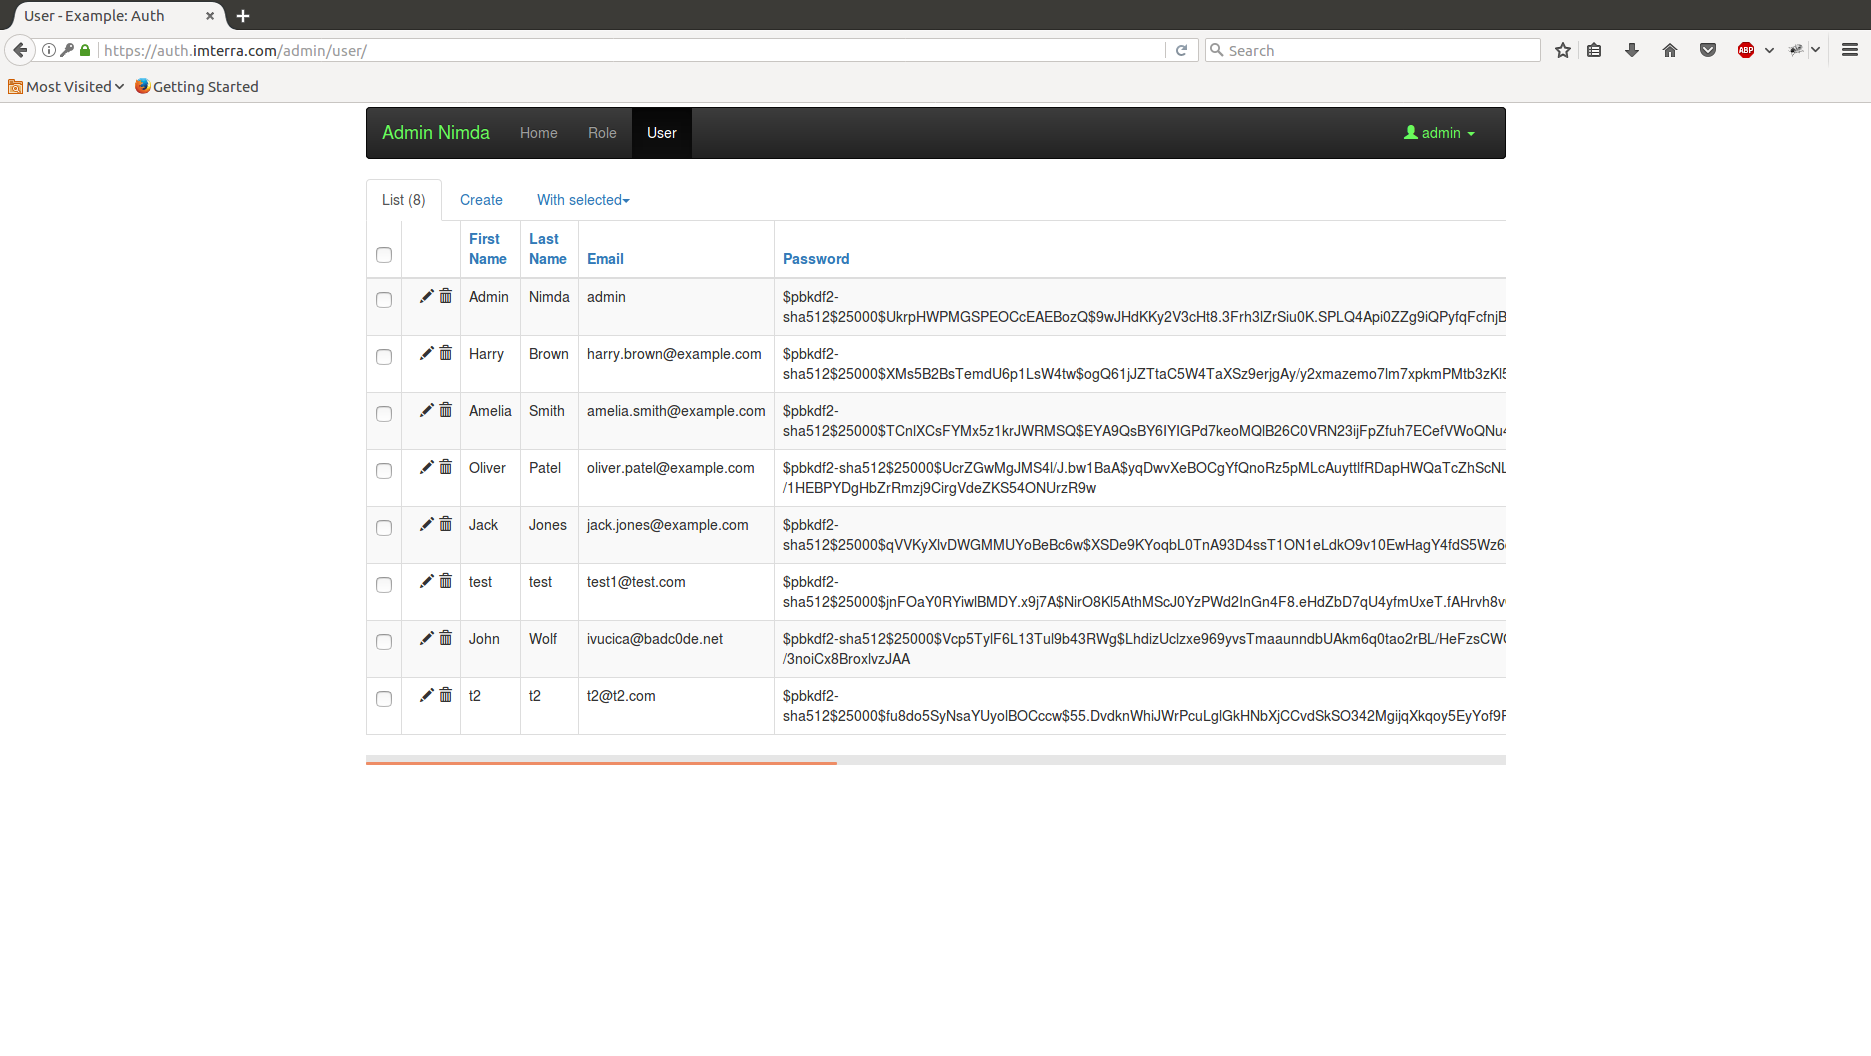 User - Example: Auth
https://auth.imterra.com/admin/user/
Search
ABP
Most Visited
Getting Started
Admin Nimda Home Role User admin
List (8) Create With selected
First Name Last Name Email Password
Admin Nimda admin $pbkdf2-
sha512$25000$UkrpHWPMGSPEOCcEAEBozQ$9wJHdKKy2V3cHt8.3Frh3lZrSiu0K.SPLQ4Api0ZZg9iQPyfqFcfnjB
Harry Brown harry.brown@example.com $pbkdf2-
sha512$25000$XMs5B2BsTemdU6p1LsW4tw$ogQ61jJZTtaC5W4TaXSz9erjgAy/y2xmazemo7lm7xpkmPMtb3zKl5
Amelia Smith amelia.smith@example.com $pbkdf2-
sha512$25000$TCnlXCsFYMx5z1krJWRMSQ$EYA9QsBY6IYIGPd7keoMQlB26C0VRN23ijFpZfuh7ECefVWoQNu4
Oliver Patel oliver.patel@example.com $pbkdf2-sha512$25000$UcrZGwMgJMS4l/J.bw1BaA$yqDwvXeBOCgYfQnoRz5pMLcAuyttlfRDapHWQaTcZhScNL
/1HEBPYDgHbZrRmzj9CirgVdeZKS54ONUrzR9w
Jack Jones jack.jones@example.com $pbkdf2-
sha512$25000$qVVKyXlvDWGMMUYoBeBc6w$XSDe9KYoqbL0TnA93D4ssT1ON1eLdkO9v10EwHagY4fdS5Wz6
test test test1@test.com $pbkdf2-
sha512$25000$jnFOaY0RYiwlBMDY.x9j7A$NirO8Kl5AthMScJ0YzPWd2InGn4F8.eHdZbD7qU4yfmUxeT.fAHrvh8v
John Wolf ivucica@badc0de.net $pbkdf2-sha512$25000$Vcp5TylF6L13Tul9b43RWg$LhdizUclzxe969yvsTmaaunndbUAkm6q0tao2rBL/HeFzsCW
/3noiCx8BroxlvzJAA
t2 t2 t2@t2.com $pbkdf2-
sha512$25000$fu8do5SyNsaYUyolBOCccw$55.DvdknWhiJWrPcuLglGkHNbXjCCvdSkSO342MgijqXkqoy5EyYof9F